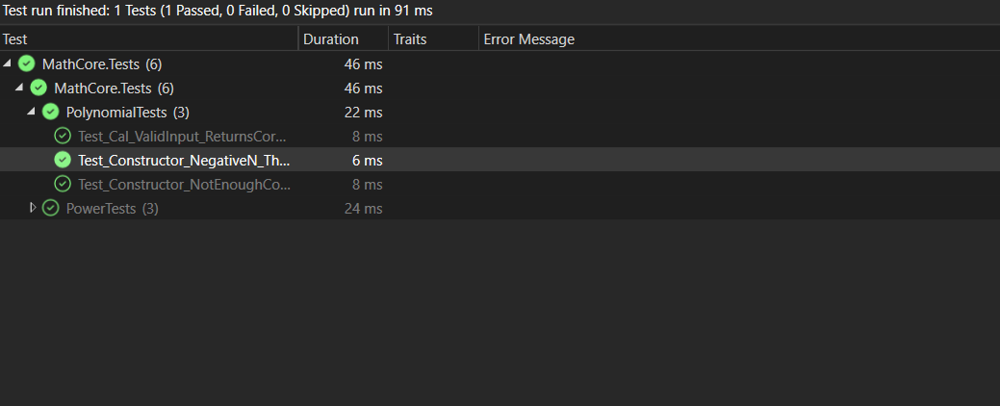 Test run finished: 1 Tests (1 Passed, 0 Failed, 0 Skipped) run in 91 ms
Test Duration Traits Error Message
MathCore.Tests (6) 46 ms
MathCore.Tests (6) 46 ms
PolynomialTests (3) 22 ms
Test_Cal_ValidInput_ReturnsCor... 8 ms
Test_Constructor_NegativeN_Th... 6 ms
Test_Constructor_NotEnoughCo... 8 ms
PowerTests (3) 24 ms